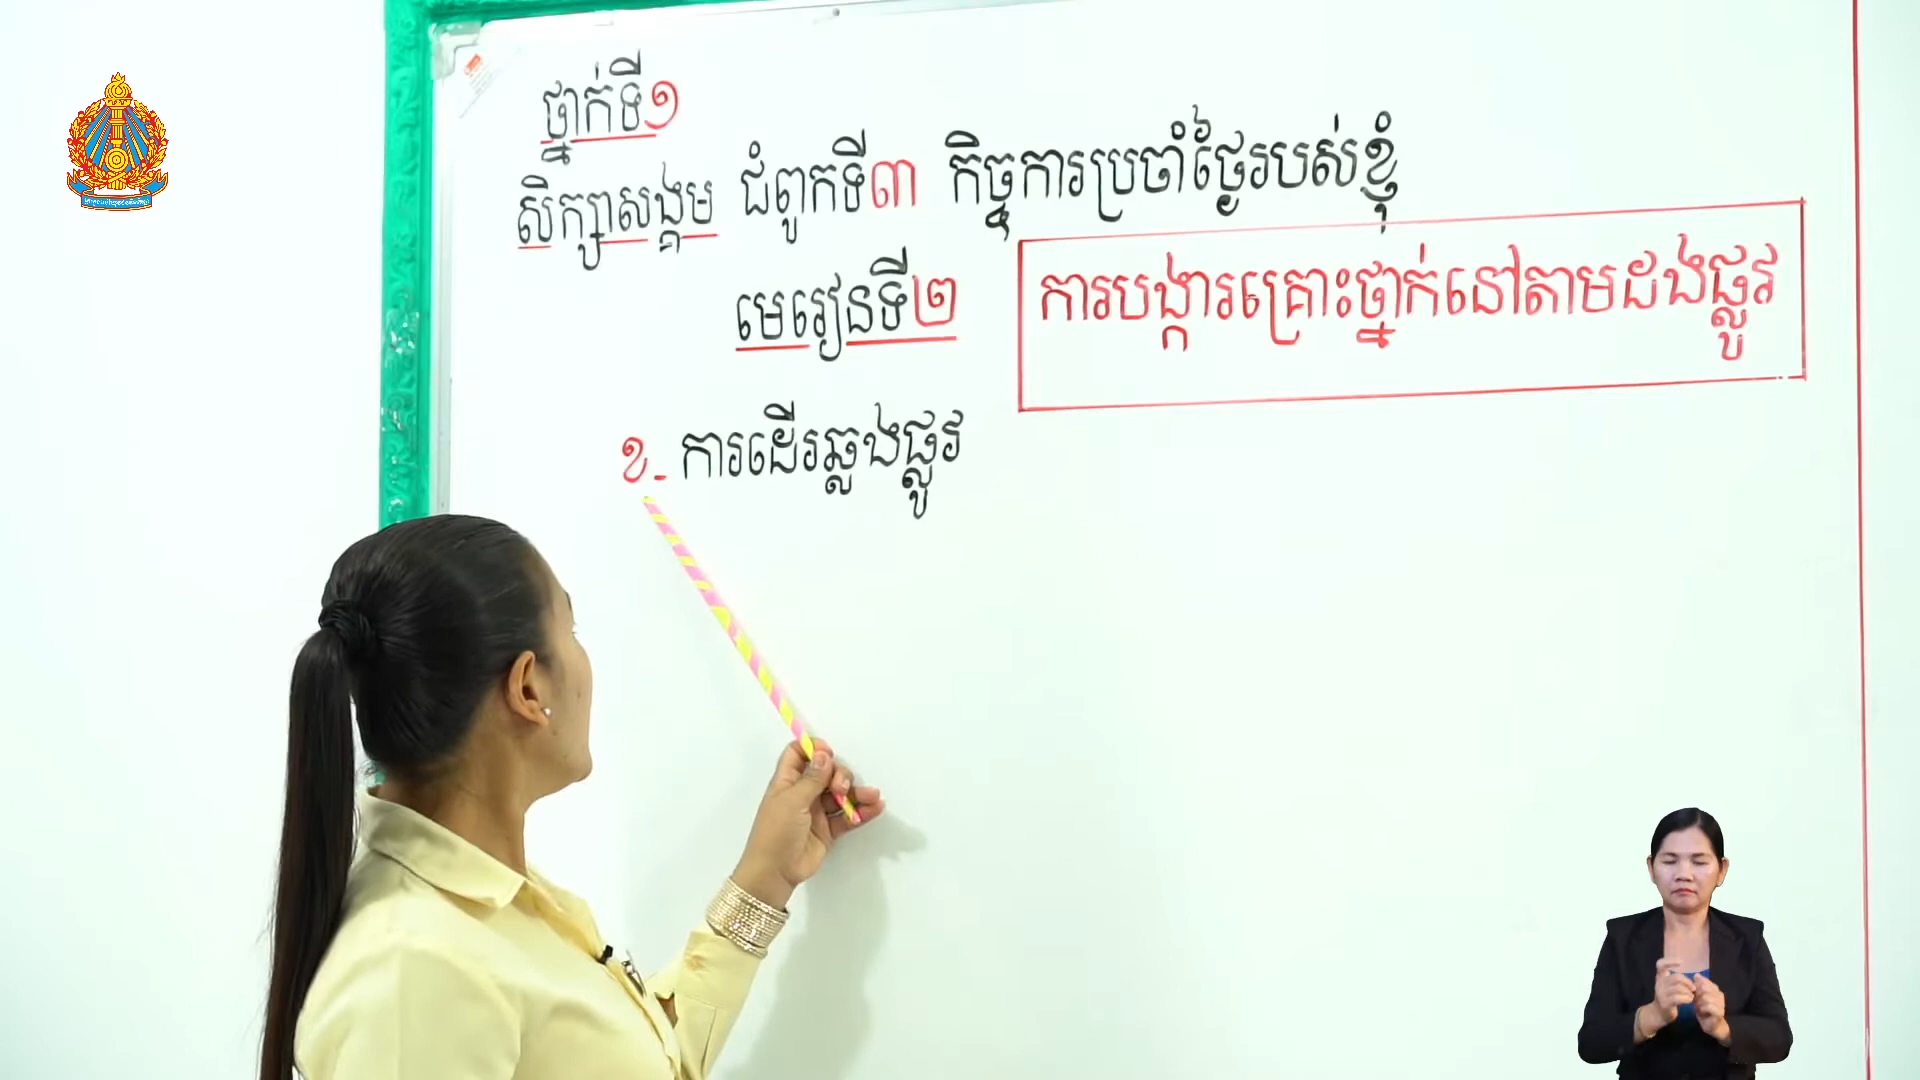 ថ្នាក់ទី១
សិក្សាសង្គម ជំពូកទី៣ កិច្ចការប្រចាំថ្ងៃរបស់ខ្ញុំ
មេរៀនទី២ ការបង្ការគ្រោះថ្នាក់នៅតាមដងផ្លូវ
ខ- ការដើរឆ្លងផ្លូវ